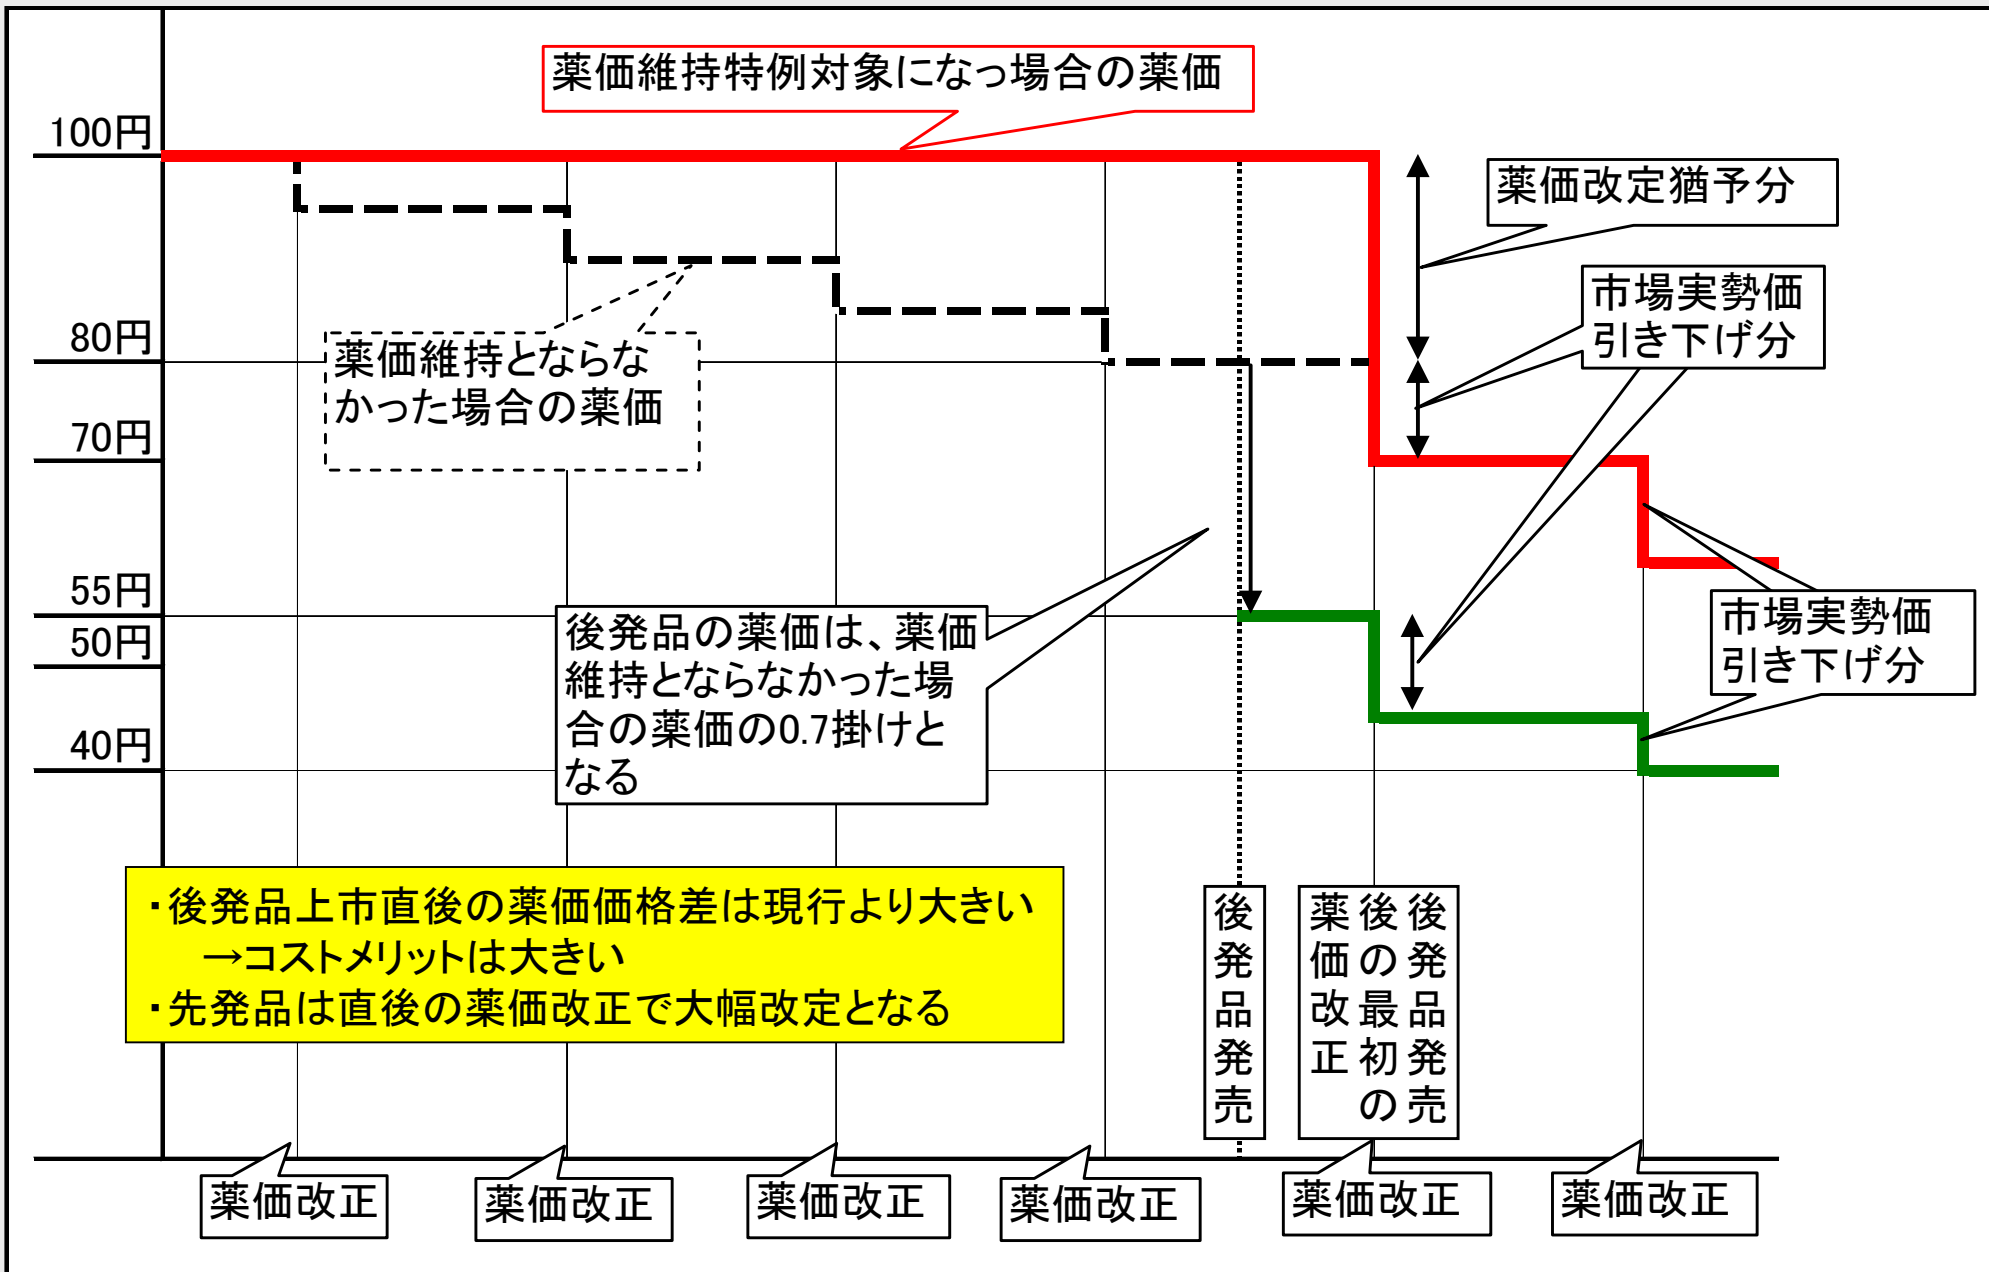 薬価維持特例対象になっ場合の薬価
100円
80円
70円
55円
50円
40円
薬価改定猶予分
市場実勢価
引き下げ分
薬価維持とならな
かった場合の薬価
後発品の薬価は、薬価
維持とならなかった場
合の薬価の0.7掛けと
なる
市場実勢価
引き下げ分
・後発品上市直後の薬価価格差は現行より大きい
→コストメリットは大きい
・先発品は直後の薬価改正で大幅改定となる
後発品発売
後発品発売
後の最初の
薬価改正
薬価改正
薬価改正
薬価改正
薬価改正
薬価改正
薬価改正